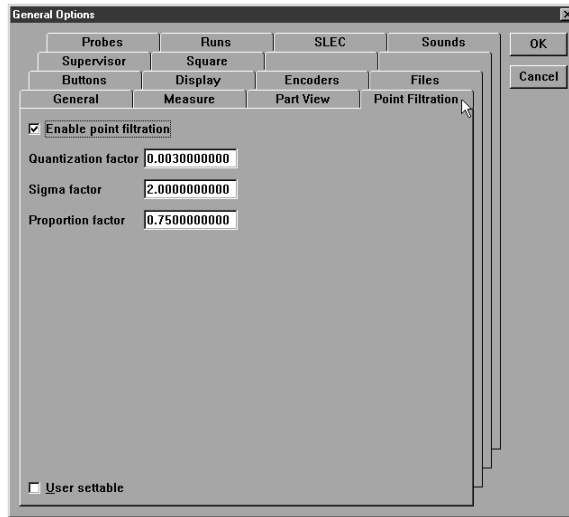 General Options
Probes Runs SLEC Sounds
OK
Supervisor Square
Buttons Display Encoders Files
Cancel
General Measure Part View Point Filtration
Enable point filtration
Quantization factor 0.0030000000
Sigma factor 2.0000000000
Proportion factor 0.7500000000
User settable